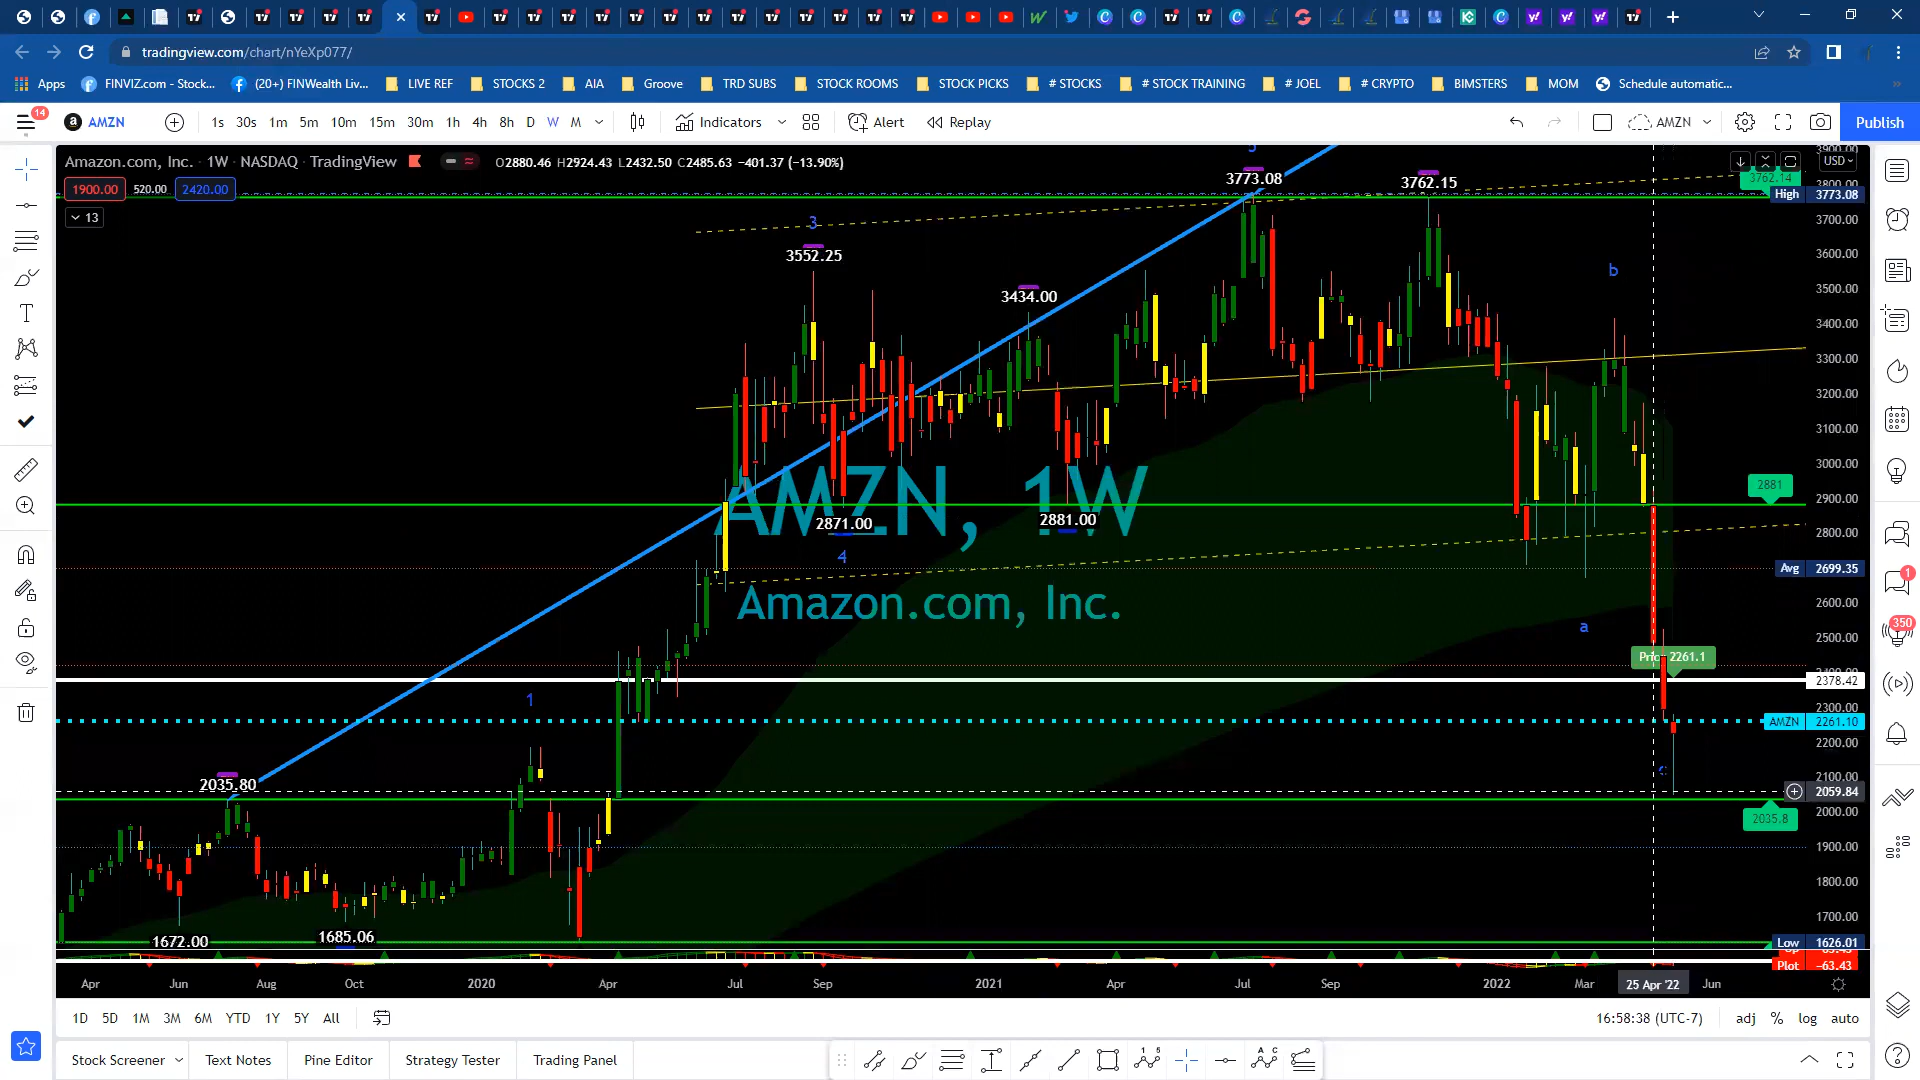 tradingview.com/chart/nYeXp077/
Apps FINVIZ.com - Stock... (20+) FINWealth Liv... LIVE REF STOCKS 2 AIA Groove TRD SUBS STOCK ROOMS STOCK PICKS # STOCKS # STOCK TRAINING # JOEL # CRYPTO BIMSTERS MOM Schedule automatic...
14 AMZN 1s 30s 1m 5m 10m 15m 30m 1h 4h 8h D W M Indicators Alert Replay AMZN Publish
Amazon.com, Inc. · 1W · NASDAQ · TradingView O2880.46 H2924.43 L2432.50 C2485.63 −401.37 (−13.90%)
USD
1900.00 520.00 2420.00
13
5
3773.08
3762.15
3762.14
High 3773.08
3
3552.25
3434.00
b
3700.00
3600.00
3500.00
3400.00
3300.00
3200.00
3100.00
3000.00
2900.00
2881
AMZN, 1W
2871.00
2881.00
4
2800.00
Avg 2699.35
Amazon.com, Inc.
2600.00
a
2500.00
2261.1
2378.42
1
2300.00
AMZN 2261.10
2200.00
c
2100.00
2035.80
2059.84
2000.00
2035.8
1900.00
1800.00
1700.00
1672.00
1685.06
Low 1626.01
Plot −63.43
Apr Jun Aug Oct 2020 Apr Jul Sep 2021 Apr Jul Sep 2022 Mar 25 Apr '22 Jun
1D 5D 1M 3M 6M YTD 1Y 5Y All 16:58:38 (UTC-7) adj % log auto
Stock Screener Text Notes Pine Editor Strategy Tester Trading Panel
1
350